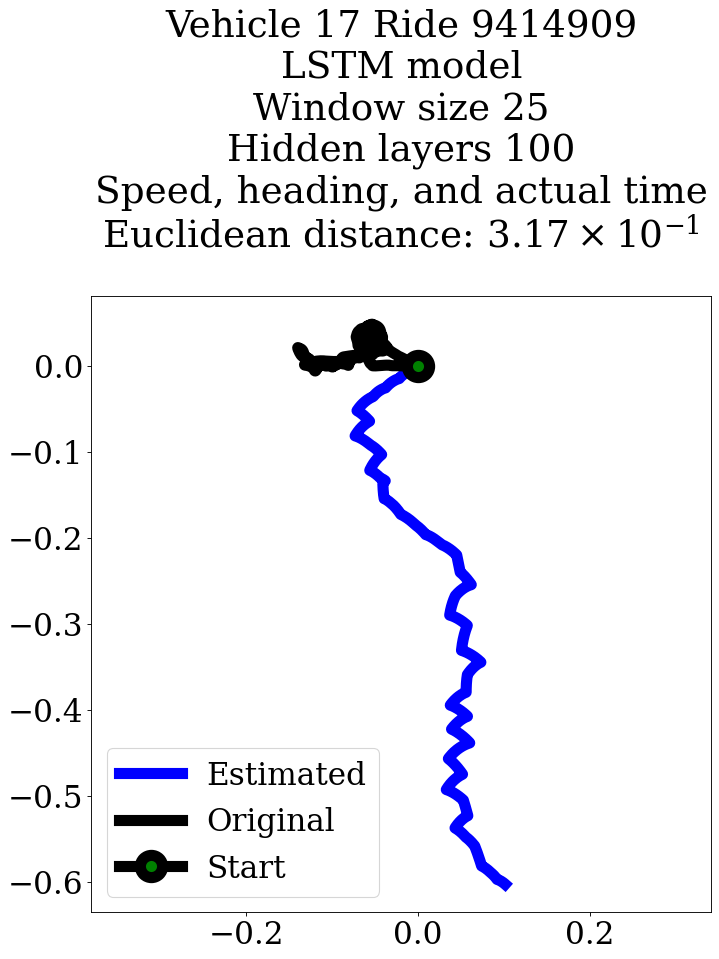 Vehicle 17 Ride 9414909
LSTM model
Window size 25
Hidden layers 100
Speed, heading, and actual time
Euclidean distance: 3.17 × 10⁻¹
0.0
−0.1
−0.2
−0.3
−0.4
−0.5
−0.6
Estimated
Original
Start
−0.2 0.0 0.2